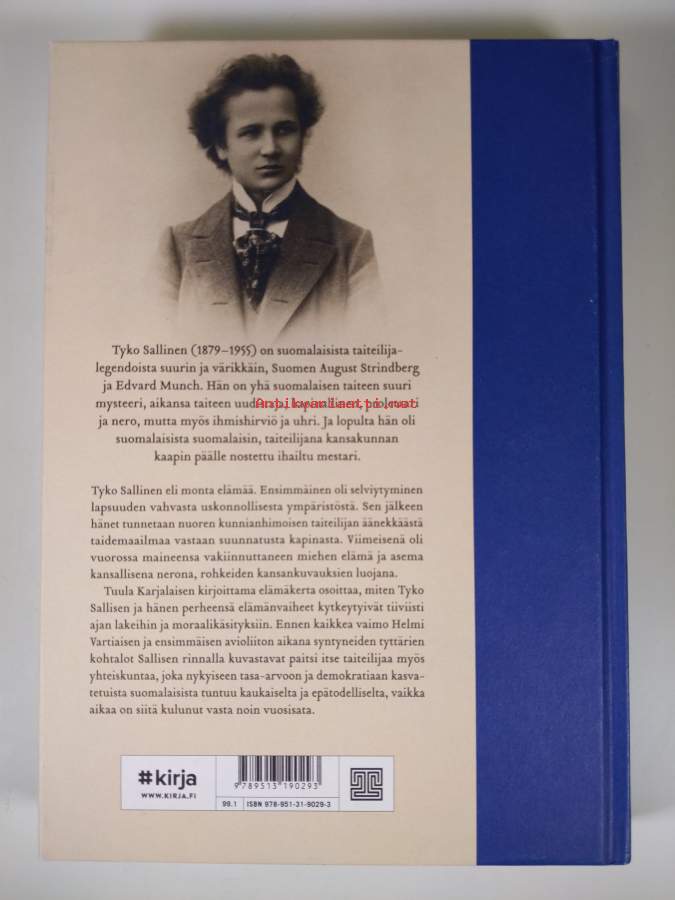 Tyko Sallinen (1879–1955) on suomalaisista taiteilija-
legendoista suurin ja värikkäin, Suomen August Strindberg
ja Edvard Munch. Hän on yhä suomalaisen taiteen suuri
mysteeri, aikansa taiteen
Antikvariaatti.net
ja nero, mutta myös ihmishirviö ja uhri. Ja lopulta hän oli
suomalaisista suomalaisin, taiteilijana kansakunnan
kaapin päälle nostettu ihailtu mestari.
Tyko Sallinen eli monta elämää. Ensimmäinen oli selviytyminen
lapsuuden vahvasta uskonnollisesta ympäristöstä. Sen jälkeen
hänet tunnetaan nuoren kunnianhimoisen taiteilijan äänekkäästä
taidemaailmaa vastaan suunnatusta kapinasta. Viimeisenä oli
vuorossa maineensa vakiinnuttaneen miehen elämä ja asema
kansallisena nerona, rohkeiden kansankuvauksien luojana.
Tuula Karjalaisen kirjoittama elämäkerta osoittaa, miten Tyko
Sallisen ja hänen perheensä elämänvaiheet kytkeytyivät tiiviisti
ajan lakeihin ja moraalikäsityksiin. Ennen kaikkea vaimo Helmi
Vartiaisen ja ensimmäisen avioliiton aikana syntyneiden tyttärien
kohtalot Sallisen rinnalla kuvastavat paitsi itse taiteilijaa myös
yhteiskuntaa, joka nykyiseen tasa-arvoon ja demokratiaan kasva-
tetuista suomalaisista tuntuu kaukaiselta ja epätodelliselta, vaikka
aikaa on siitä kulunut vasta noin vuosisata.
#kirja
WWW.KIRJA.FI
9789513190293
99.1
ISBN 978-951-31-9029-3